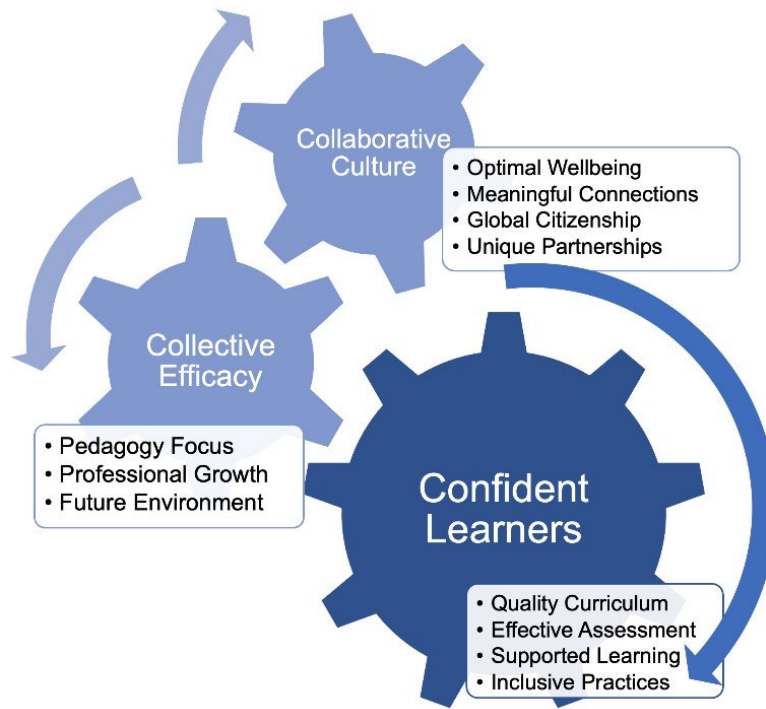 Collaborative
Culture
• Optimal Wellbeing
• Meaningful Connections
• Global Citizenship
• Unique Partnerships
Collective
Efficacy
• Pedagogy Focus
• Professional Growth
• Future Environment
Confident
Learners
• Quality Curriculum
• Effective Assessment
• Supported Learning
• Inclusive Practices